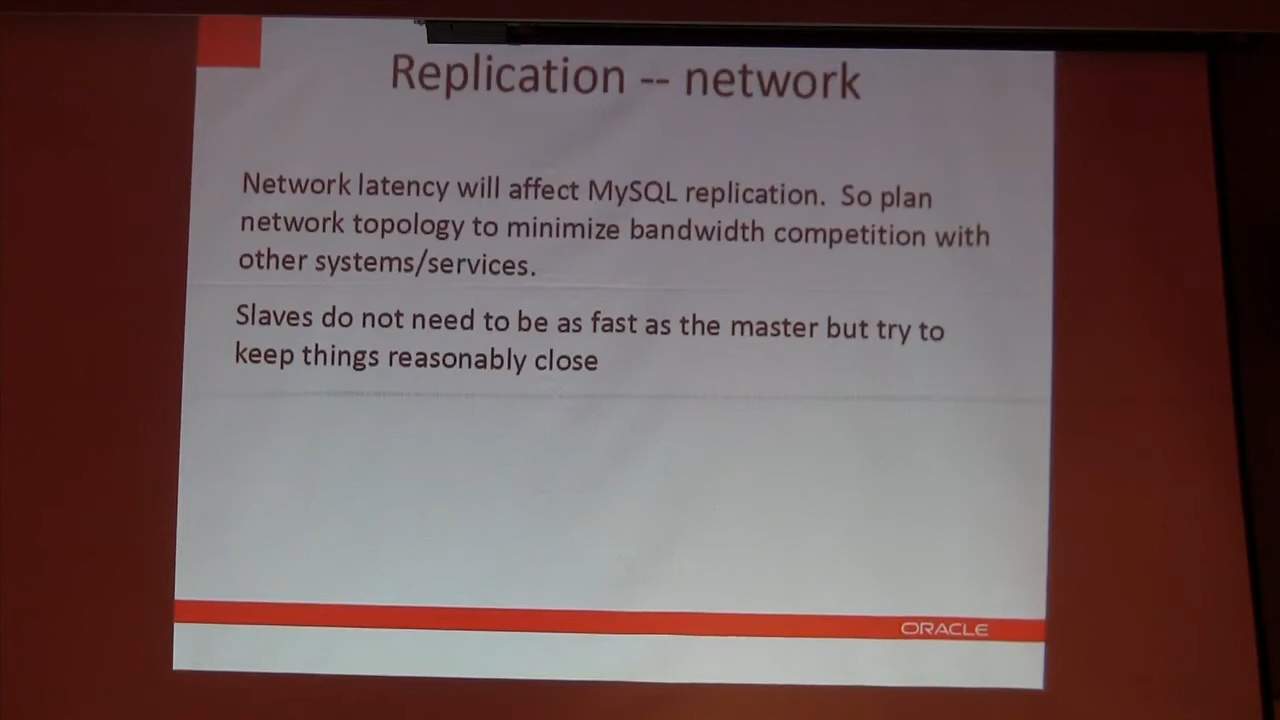 Replication -- network
Network latency will affect MySQL replication.  So plan
network topology to minimize bandwidth competition with
other systems/services.
Slaves do not need to be as fast as the master but try to
keep things reasonably close
ORACLE